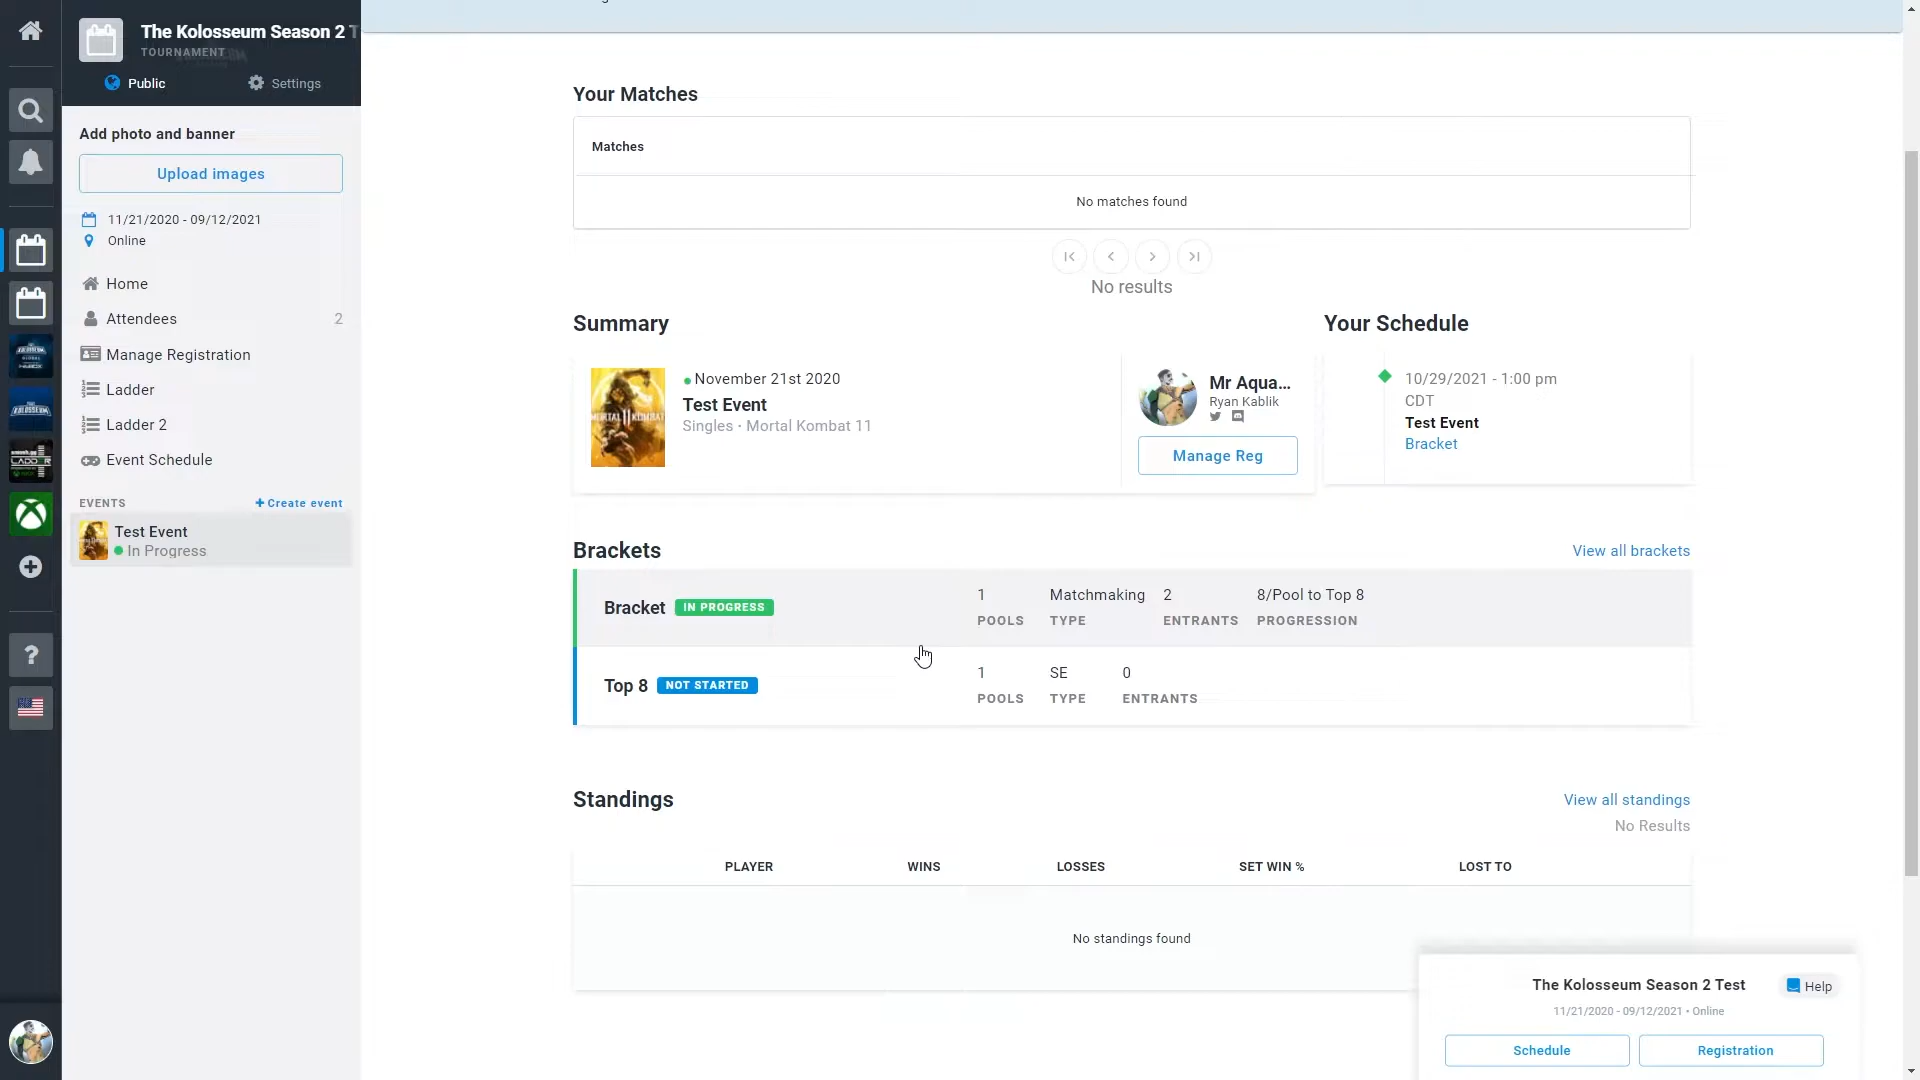 The Kolosseum Season 2 T
TOURNAMENT
Public
Settings
Add photo and banner
Upload images
11/21/2020 - 09/12/2021
Online
Home
Attendees 2
Manage Registration
Ladder
Ladder 2
Event Schedule
EVENTS
+ Create event
Test Event
In Progress
Your Matches
Matches
No matches found
No results
Summary
November 21st 2020
Test Event
Singles • Mortal Kombat 11
Mr Aqua...
Ryan Kablik
Manage Reg
Your Schedule
10/29/2021 - 1:00 pm
CDT
Test Event
Bracket
Brackets
View all brackets
Bracket IN PROGRESS
1 Matchmaking 2 8/Pool to Top 8
POOLS TYPE ENTRANTS PROGRESSION
Top 8 NOT STARTED
1 SE 0
POOLS TYPE ENTRANTS
Standings
View all standings
No Results
PLAYER WINS LOSSES SET WIN % LOST TO
No standings found
The Kolosseum Season 2 Test
Help
11/21/2020 - 09/12/2021 • Online
Schedule
Registration